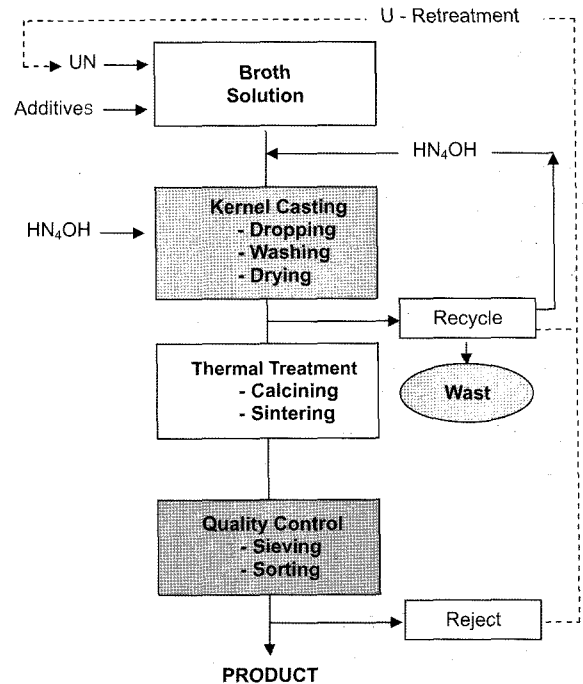 U - Retreatment
UN
Broth
Solution
Additives
HN₄OH
Kernel Casting
- Dropping
- Washing
- Drying
HN₄OH
Recycle
Thermal Treatment
- Calcining
- Sintering
Wast
Quality Control
- Sieving
- Sorting
Reject
PRODUCT